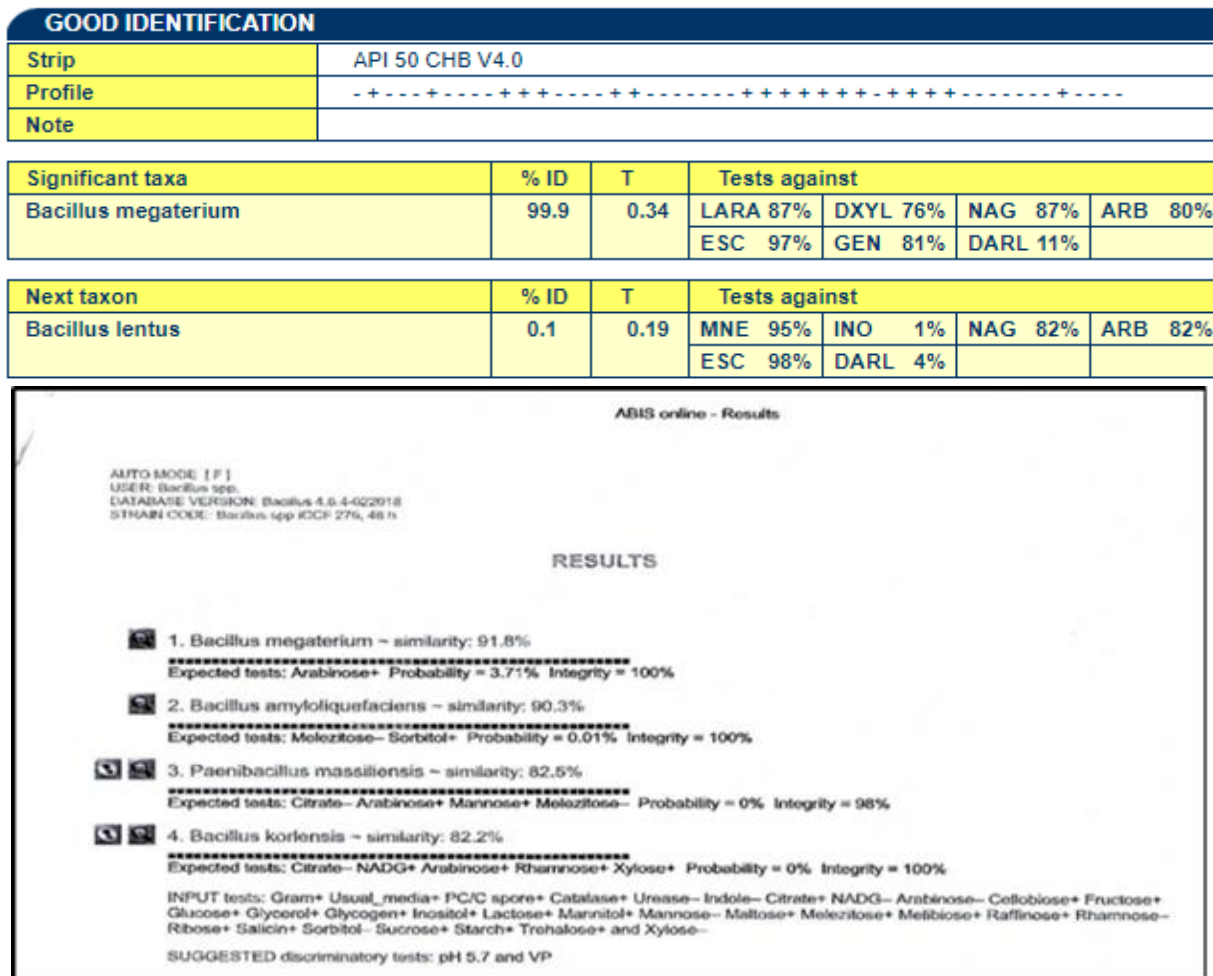 GOOD IDENTIFICATION
Strip API 50 CHB V4.0
Profile - + - - - + - - - - + + + - - - - + + - - - - - - - + + + + + + + - + + + + - - - - - - - + - - - -
Note
Significant taxa % ID T Tests against
Bacillus megaterium 99.9 0.34 LARA 87% DXYL 76% NAG 87% ARB 80%
ESC 97% GEN 81% DARL 11%
Next taxon % ID T Tests against
Bacillus lentus 0.1 0.19 MNE 95% INO 1% NAG 82% ARB 82%
ESC 98% DARL 4%
ABIS online - Results
AUTO MODE [ F ]
USER: Bacillus spp.
DATABASE VERSION: Bacillus 4.6.4-022018
STRAIN CODE: Bacillus spp ICCF 276, 48 h
RESULTS
1. Bacillus megaterium ~ similarity: 91.8%
Expected tests: Arabinose+ Probability = 3.71% Integrity = 100%
2. Bacillus amyloliquefaciens ~ similarity: 90.3%
Expected tests: Melezitose– Sorbitol+ Probability = 0.01% Integrity = 100%
3. Paenibacillus massiliensis ~ similarity: 82.5%
Expected tests: Citrate– Arabinose+ Mannose+ Melezitose– Probability = 0% Integrity = 98%
4. Bacillus korlensis ~ similarity: 82.2%
Expected tests: Citrate– NADG+ Arabinose+ Rhamnose+ Xylose+ Probability = 0% Integrity = 100%
INPUT tests: Gram+ Usual_media+ PC/C spore+ Catalase+ Urease– Indole– Citrate+ NADG– Arabinose– Cellobiose+ Fructose+
Glucose+ Glycerol+ Glycogen+ Inositol+ Lactose+ Mannitol+ Mannose– Maltose+ Melezitose+ Melibiose+ Raffinose+ Rhamnose–
Ribose+ Salicin+ Sorbitol– Sucrose+ Starch+ Trehalose+ and Xylose–
SUGGESTED discriminatory tests: pH 5.7 and VP